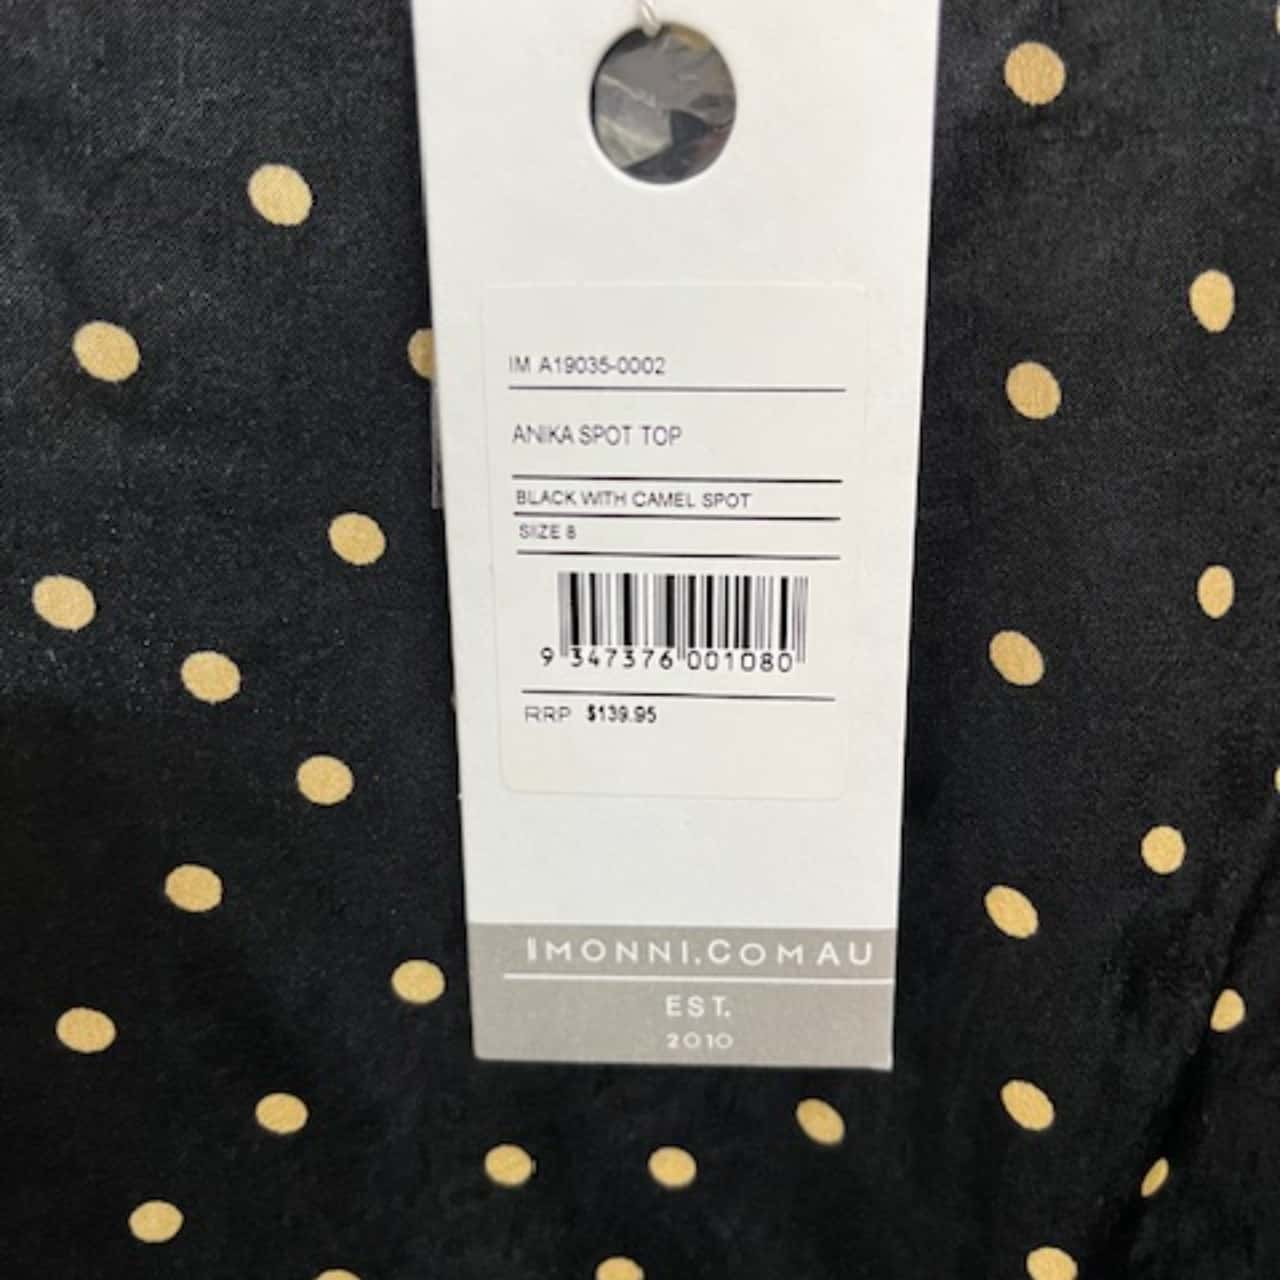 IM A19035-0002
ANIKA SPOT TOP
BLACK WITH CAMEL SPOT
SIZE 8
9 347376 001080
RRP $139.95
IMONNI.COM.AU
EST.
2010